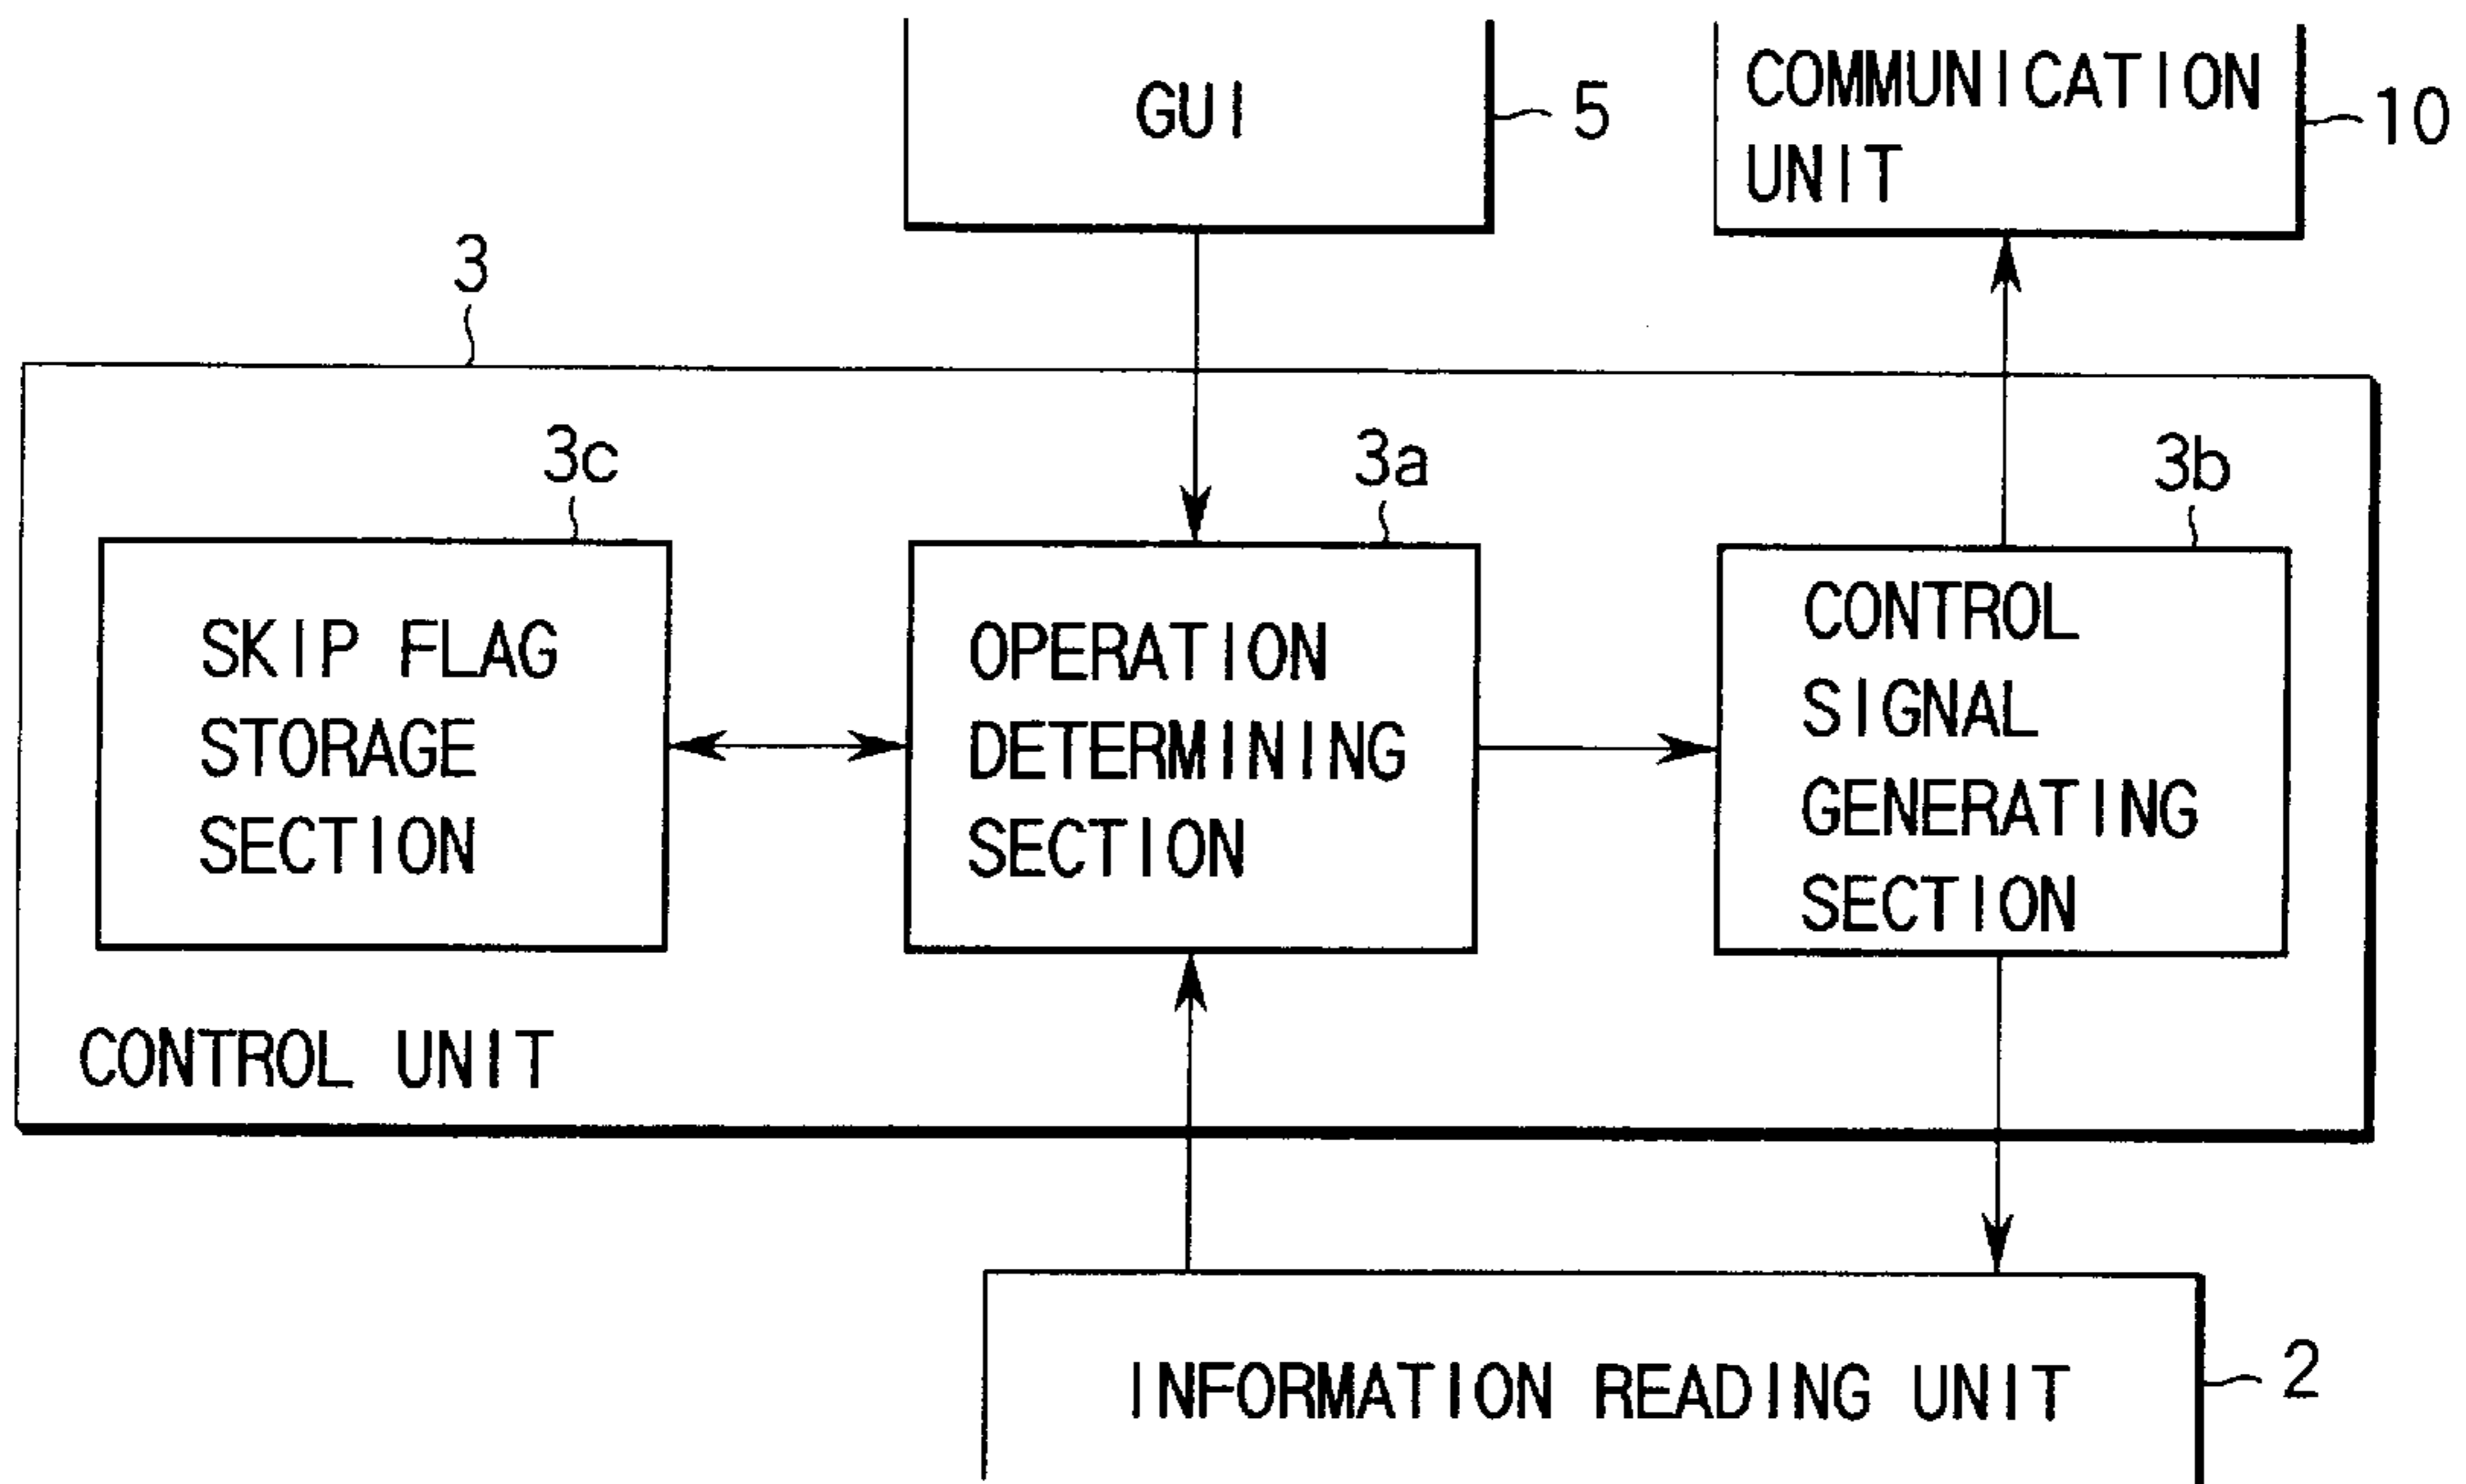 GUI
5
COMMUNICATION
UNIT
10
3
3c
3a
3b
SKIP FLAG
STORAGE
SECTION
OPERATION
DETERMINING
SECTION
CONTROL
SIGNAL
GENERATING
SECTION
CONTROL UNIT
INFORMATION READING UNIT
2